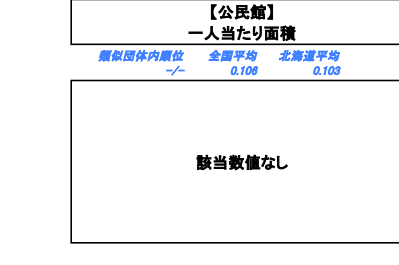 【公民館】
一人当たり面積
類似団体内順位 全国平均 北海道平均
-/- 0.106 0.103
該当数値なし